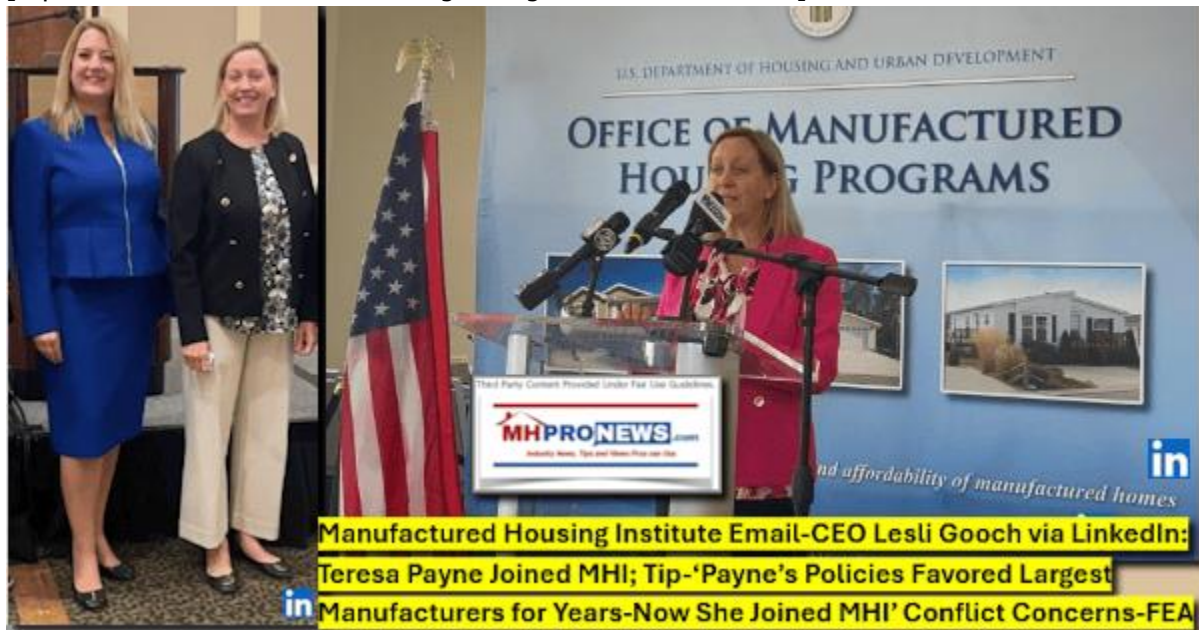 U.S. DEPARTMENT OF HOUSING AND URBAN DEVELOPMENT
OFFICE OF MANUFACTURED
HOU G PROGRAMS
nd affordability of manufactured homes
Third Party Content Provided Under Fair Use Guidelines.
MHPRONEWS.com
Industry News, Tips and Views Pros can Use
in
in
Manufactured Housing Institute Email-CEO Lesli Gooch via LinkedIn:
Teresa Payne Joined MHI; Tip-‘Payne’s Policies Favored Largest
Manufacturers for Years-Now She Joined MHI’ Conflict Concerns-FEA